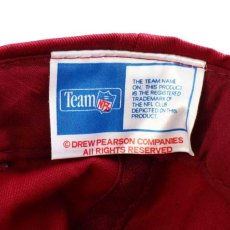 Team NFL
THE TEAM NAME
ON THIS PRODUCT
IS THE REGISTERED
TRADEMARK OF
THE NFL CLUB
DEPICTED IN THIS
PRODUCT.
© DREW PEARSON COMPANIES
ALL RIGHTS RESERVED